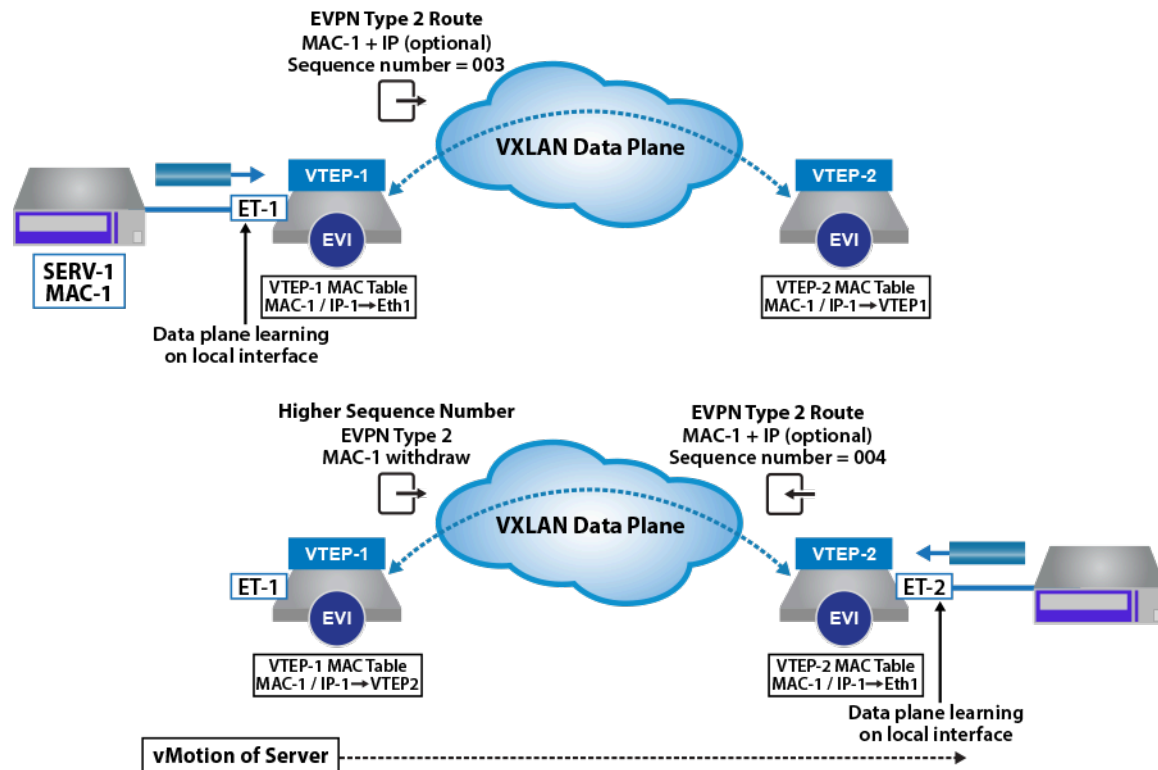 EVPN Type 2 Route
MAC-1 + IP (optional)
Sequence number = 003
VXLAN Data Plane
VTEP-1
VTEP-2
ET-1
EVI
EVI
SERV-1
MAC-1
VTEP-1 MAC Table
MAC-1 / IP-1→Eth1
VTEP-2 MAC Table
MAC-1 / IP-1→VTEP1
Data plane learning
on local interface
Higher Sequence Number
EVPN Type 2
MAC-1 withdraw
EVPN Type 2 Route
MAC-1 + IP (optional)
Sequence number = 004
VXLAN Data Plane
VTEP-1
VTEP-2
ET-1
ET-2
EVI
EVI
VTEP-1 MAC Table
MAC-1 / IP-1→VTEP2
VTEP-2 MAC Table
MAC-1 / IP-1→Eth1
Data plane learning
on local interface
vMotion of Server